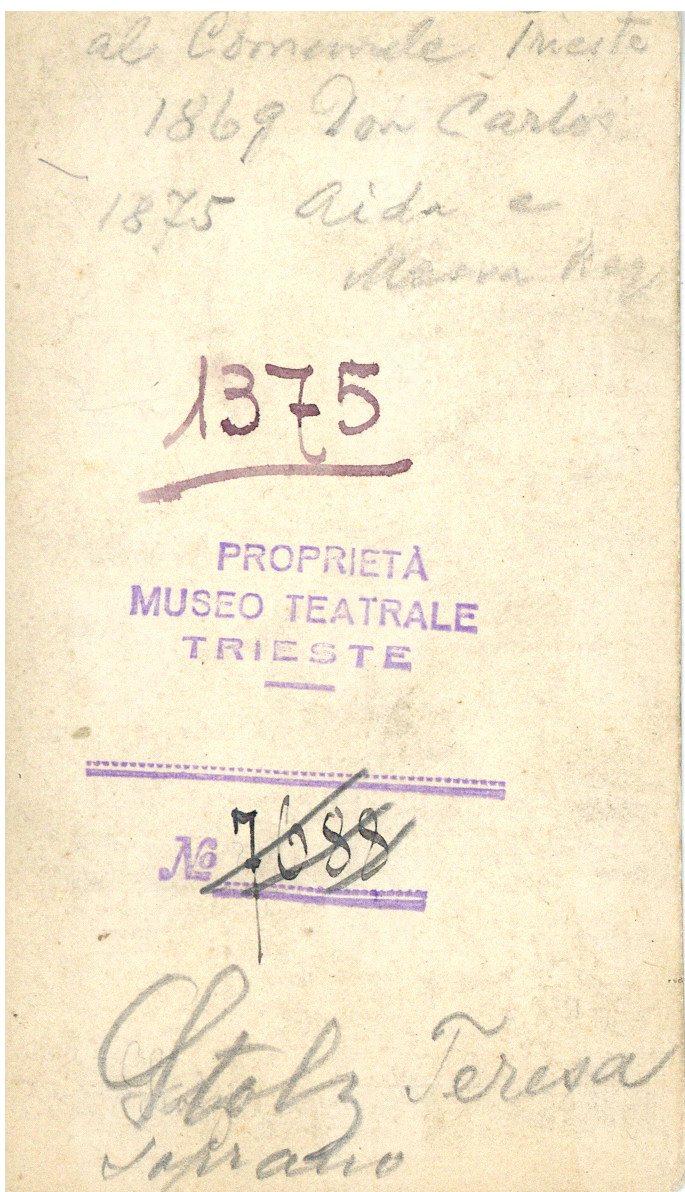 al Comunale Trieste
1869 Don Carlos
1875 Aida e
Messa Req
1375
PROPRIETÀ
MUSEO TEATRALE
TRIESTE
No 7688
Stolz Teresa
soprano